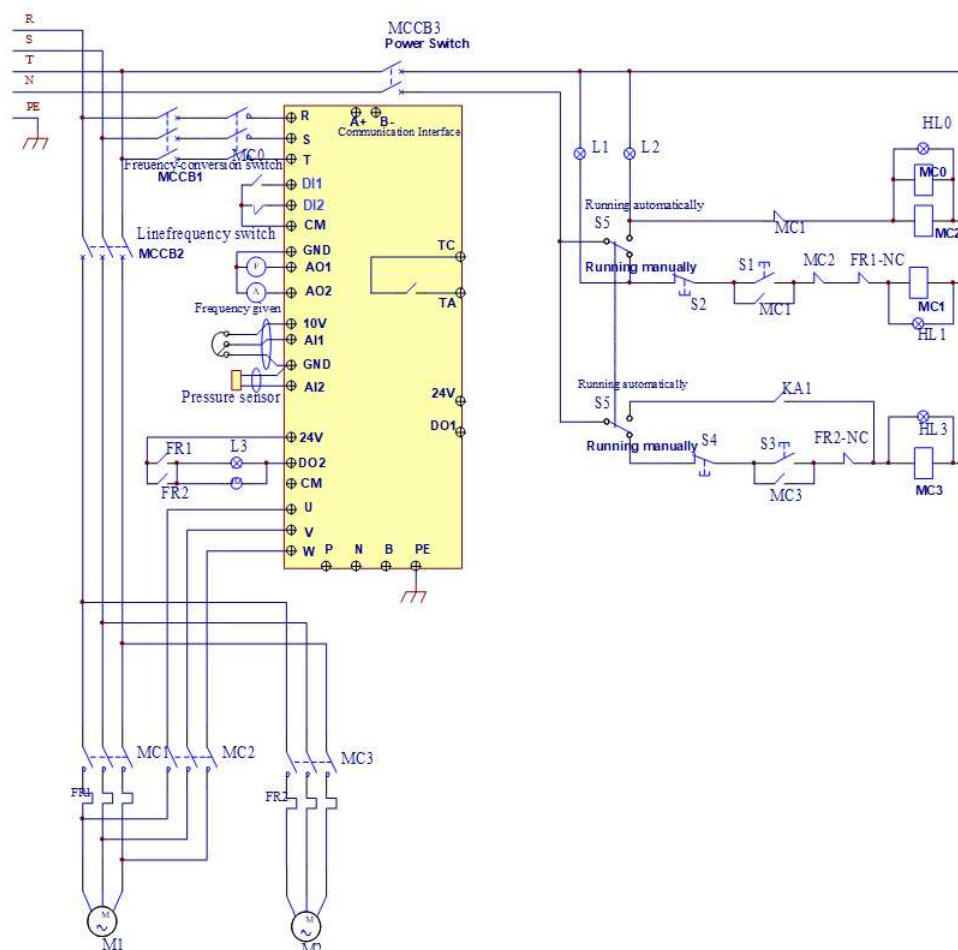 R
S
T
N
PE
MCCB3
Power Switch
R
S
T
A+
B-
Communication Interface
MC0
Freuency-conversion switch
MCCB1
DI1
DI2
CM
Linefrequency switch
MCCB2
GND
F
AO1
A
AO2
Frequency given
10V
AI1
GND
Pressure sensor
AI2
TC
TA
24V
DO1
24V
FR1
L3
DO2
FR2
CM
U
V
W
P
N
B
PE
L1
L2
HL0
MC0
Running automatically
S5
MC1
MC2
Running manually
S1
MC2
FR1-NC
S2
MC1
MC1
HL1
Running automatically
S5
KA1
HL3
Running manually
S4
S3
FR2-NC
MC3
MC3
MC1
MC2
MC3
FR1
FR2
M
M1
M
M2